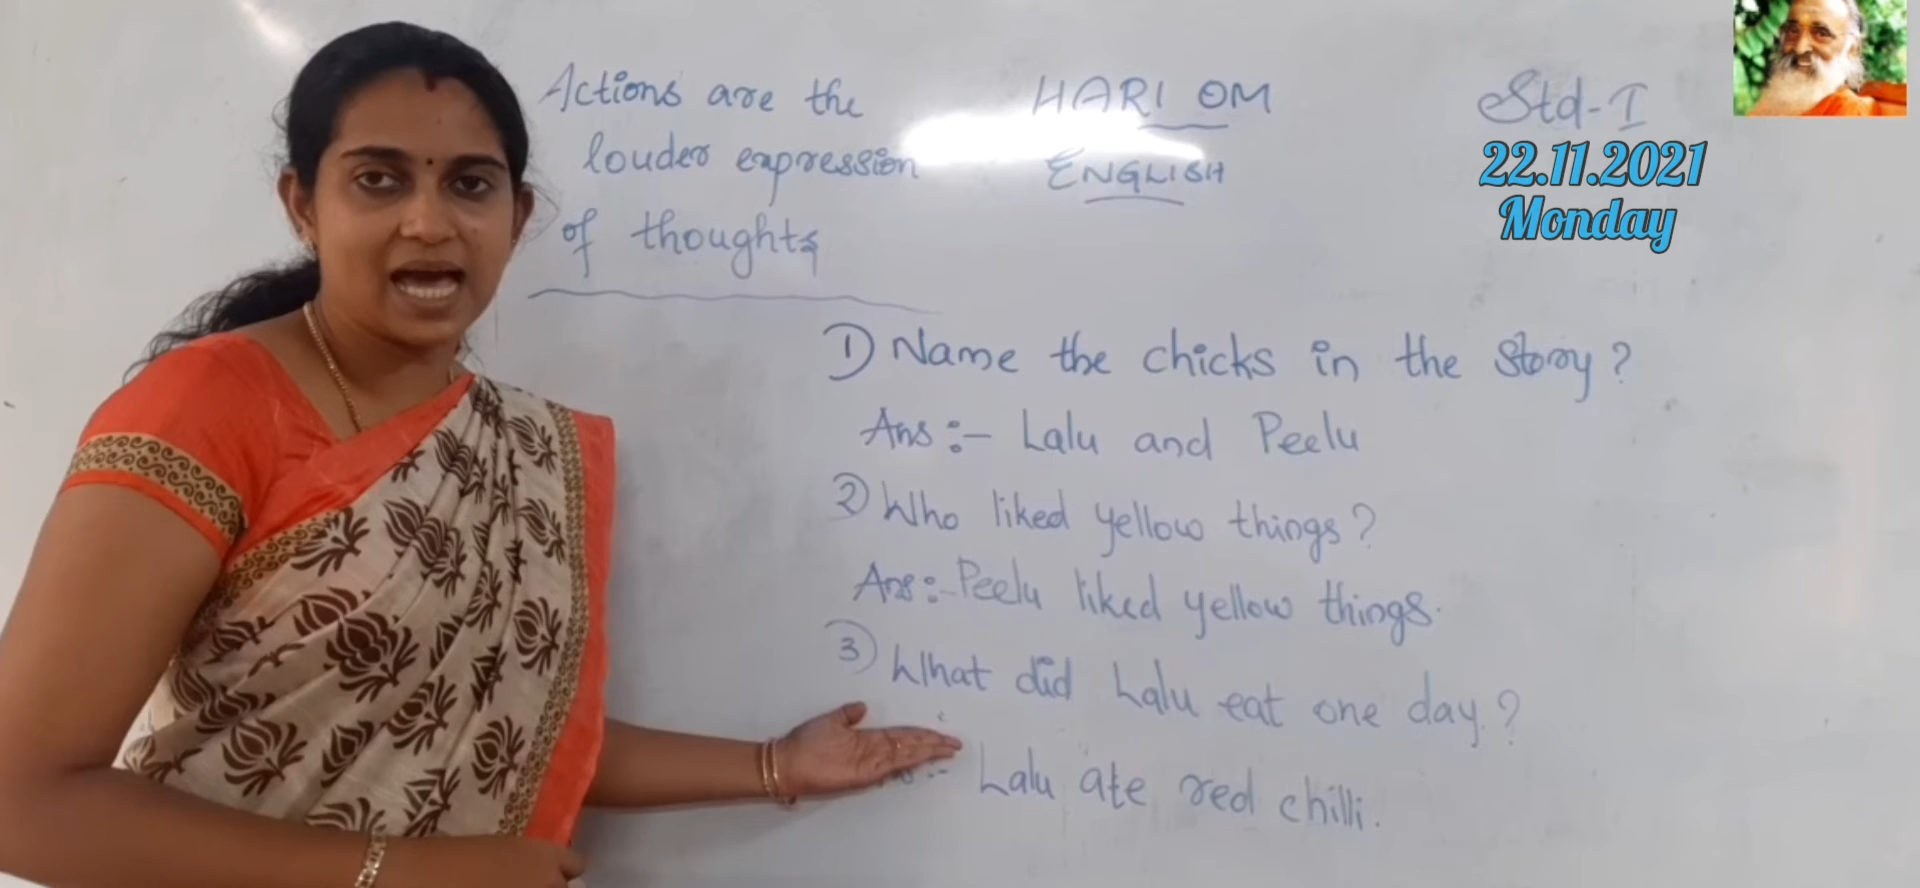 Actions are the
louder expression
of thoughts
HARI OM
ENGLISH
Std-I
22.11.2021
Monday
1) Name the chicks in the story?
Ans:- Lalu and Peelu
2) Who liked yellow things?
Ans:- Peelu liked yellow things.
3) What did Lalu eat one day?
:- Lalu ate red chilli.